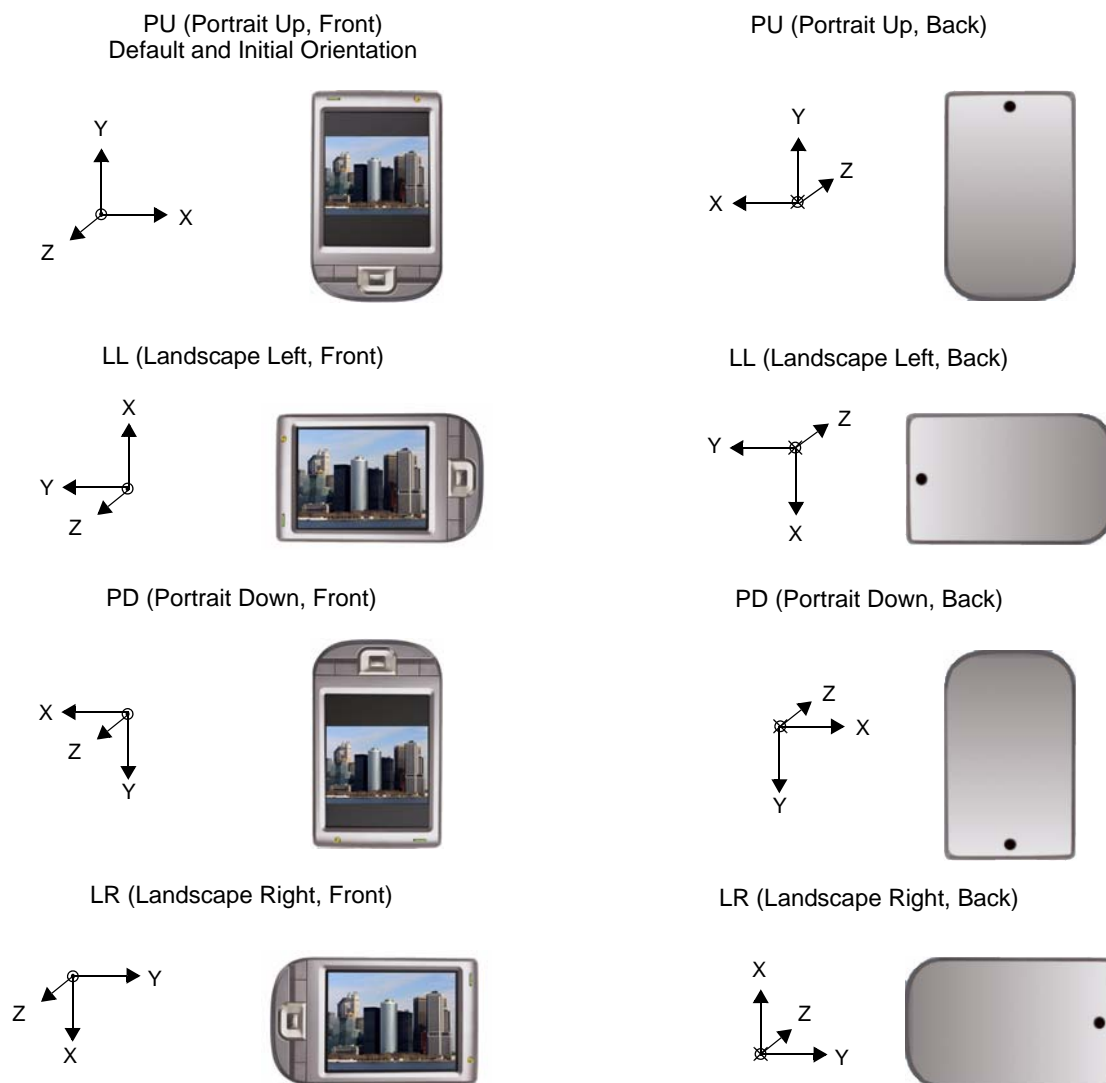 PU (Portrait Up, Front)
Default and Initial Orientation
Y
X
Z
PU (Portrait Up, Back)
Y
Z
X
LL (Landscape Left, Front)
X
Y
Z
LL (Landscape Left, Back)
Z
Y
X
PD (Portrait Down, Front)
X
Z
Y
PD (Portrait Down, Back)
Z
X
Y
LR (Landscape Right, Front)
Y
Z
X
LR (Landscape Right, Back)
X
Z
Y